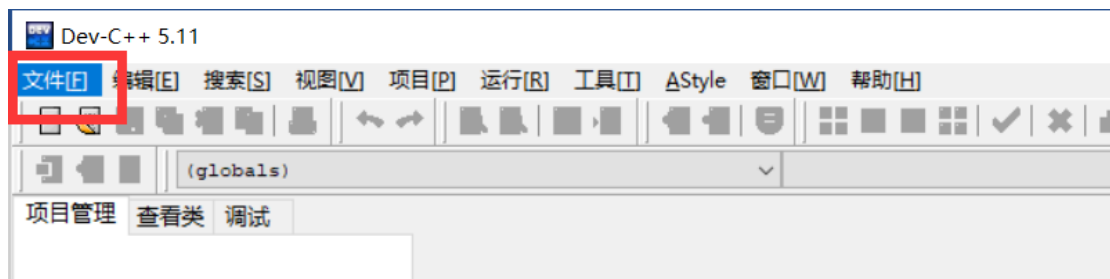 Dev-C++ 5.11
文件[F] 编辑[E] 搜索[S] 视图[V] 项目[P] 运行[R] 工具[T] AStyle 窗口[W] 帮助[H]
(globals)
项目管理 查看类 调试